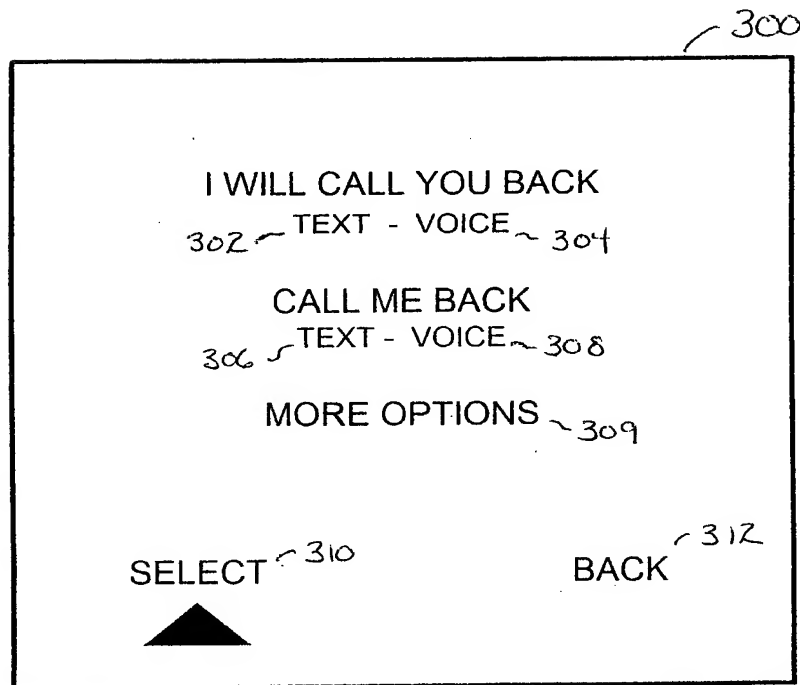 300
I WILL CALL YOU BACK
302 TEXT - VOICE 304
CALL ME BACK
306 TEXT - VOICE 308
MORE OPTIONS 309
SELECT 310 BACK 312